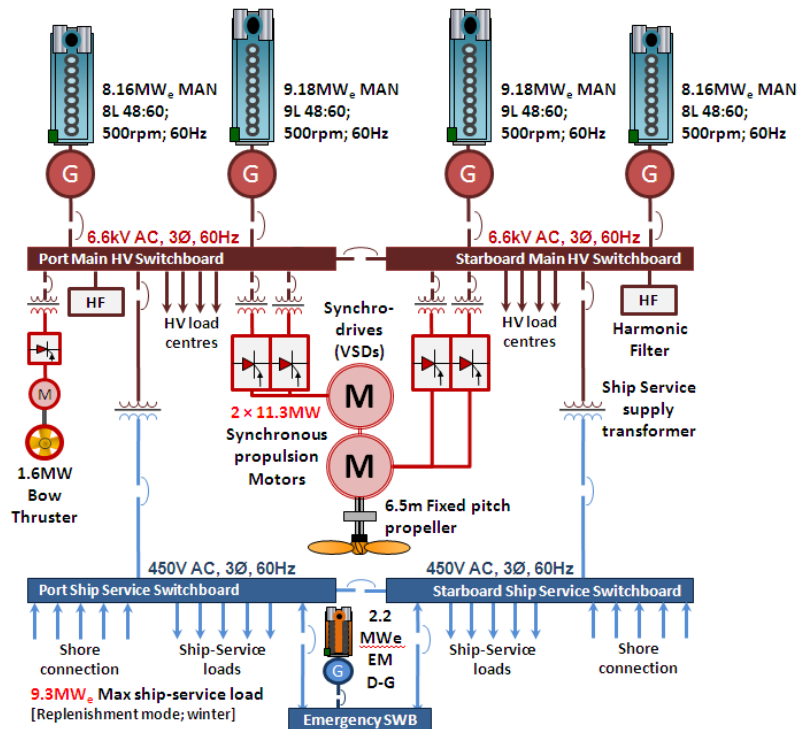 8.16MWe MAN
8L 48:60;
500rpm; 60Hz
9.18MWe MAN
9L 48:60;
500rpm; 60Hz
9.18MWe MAN
9L 48:60;
500rpm; 60Hz
8.16MWe MAN
8L 48:60;
500rpm; 60Hz
G
G
G
G
6.6kV AC, 3Ø, 60Hz
6.6kV AC, 3Ø, 60Hz
Port Main HV Switchboard
Starboard Main HV Switchboard
HF
HV load
centres
Synchro-
drives
(VSDs)
HV load
centres
HF
Harmonic
Filter
M
1.6MW
Bow
Thruster
2 × 11.3MW
Synchronous
propulsion
Motors
M
M
6.5m Fixed pitch
propeller
Ship Service
supply
transformer
450V AC, 3Ø, 60Hz
450V AC, 3Ø, 60Hz
Port Ship Service Switchboard
Starboard Ship Service Switchboard
Shore
connection
Ship-Service
loads
2.2
MWe
EM
D-G
G
Ship-Service
loads
Shore
connection
9.3MWe Max ship-service load
[Replenishment mode; winter]
Emergency SWB